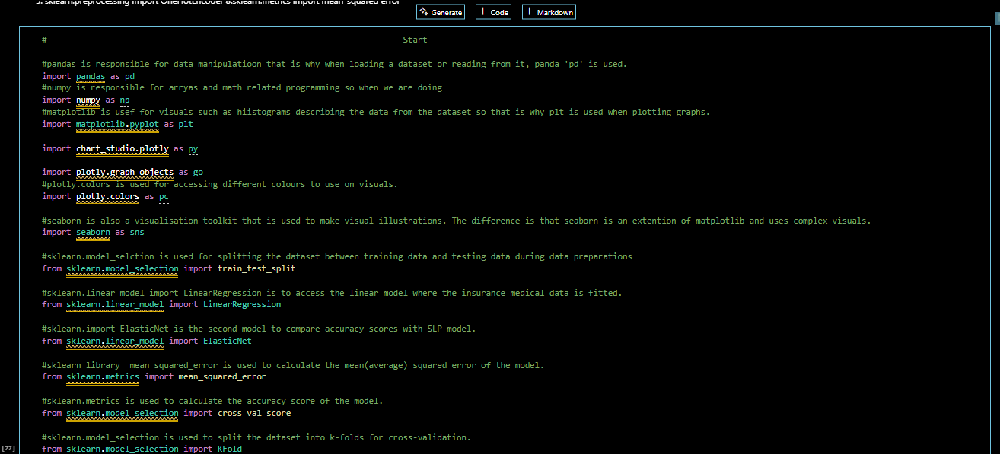 5. sklearn.preprocessing import OneHotEncoder 6.sklearn.metrics import mean_squared error
Generate
Code
Markdown
#-------------------------------------------------------------------------Start-------------------------------------------------------
#pandas is responsible for data manipulatioon that is why when loading a dataset or reading from it, panda 'pd' is used.
import pandas as pd
#numpy is responsible for arryas and math related programming so when we are doing
import numpy as np
#matplotlib is usef for visuals such as hiistograms describing the data from the dataset so that is why plt is used when plotting graphs.
import matplotlib.pyplot as plt
import chart_studio.plotly as py
import plotly.graph_objects as go
#plotly.colors is used for accessing different colours to use on visuals.
import plotly.colors as pc
#seaborn is also a visualisation toolkit that is used to make visual illustrations. The difference is that seaborn is an extention of matplotlib and uses complex visuals.
import seaborn as sns
#sklearn.model_selction is used for splitting the dataset between training data and testing data during data preparations
from sklearn.model_selection import train_test_split
#sklearn.linear_model import LinearRegression is to access the linear model where the insurance medical data is fitted.
from sklearn.linear_model import LinearRegression
#sklearn.import ElasticNet is the second model to compare accuracy scores with SLP model.
from sklearn.linear_model import ElasticNet
#sklearn library  mean squared_error is used to calculate the mean(average) squared error of the model.
from sklearn.metrics import mean_squared_error
#sklearn.metrics is used to calculate the accuracy score of the model.
from sklearn.model_selection import cross_val_score
#sklearn.model_selection is used to split the dataset into k-folds for cross-validation.
[77]
from sklearn.model_selection import KFold